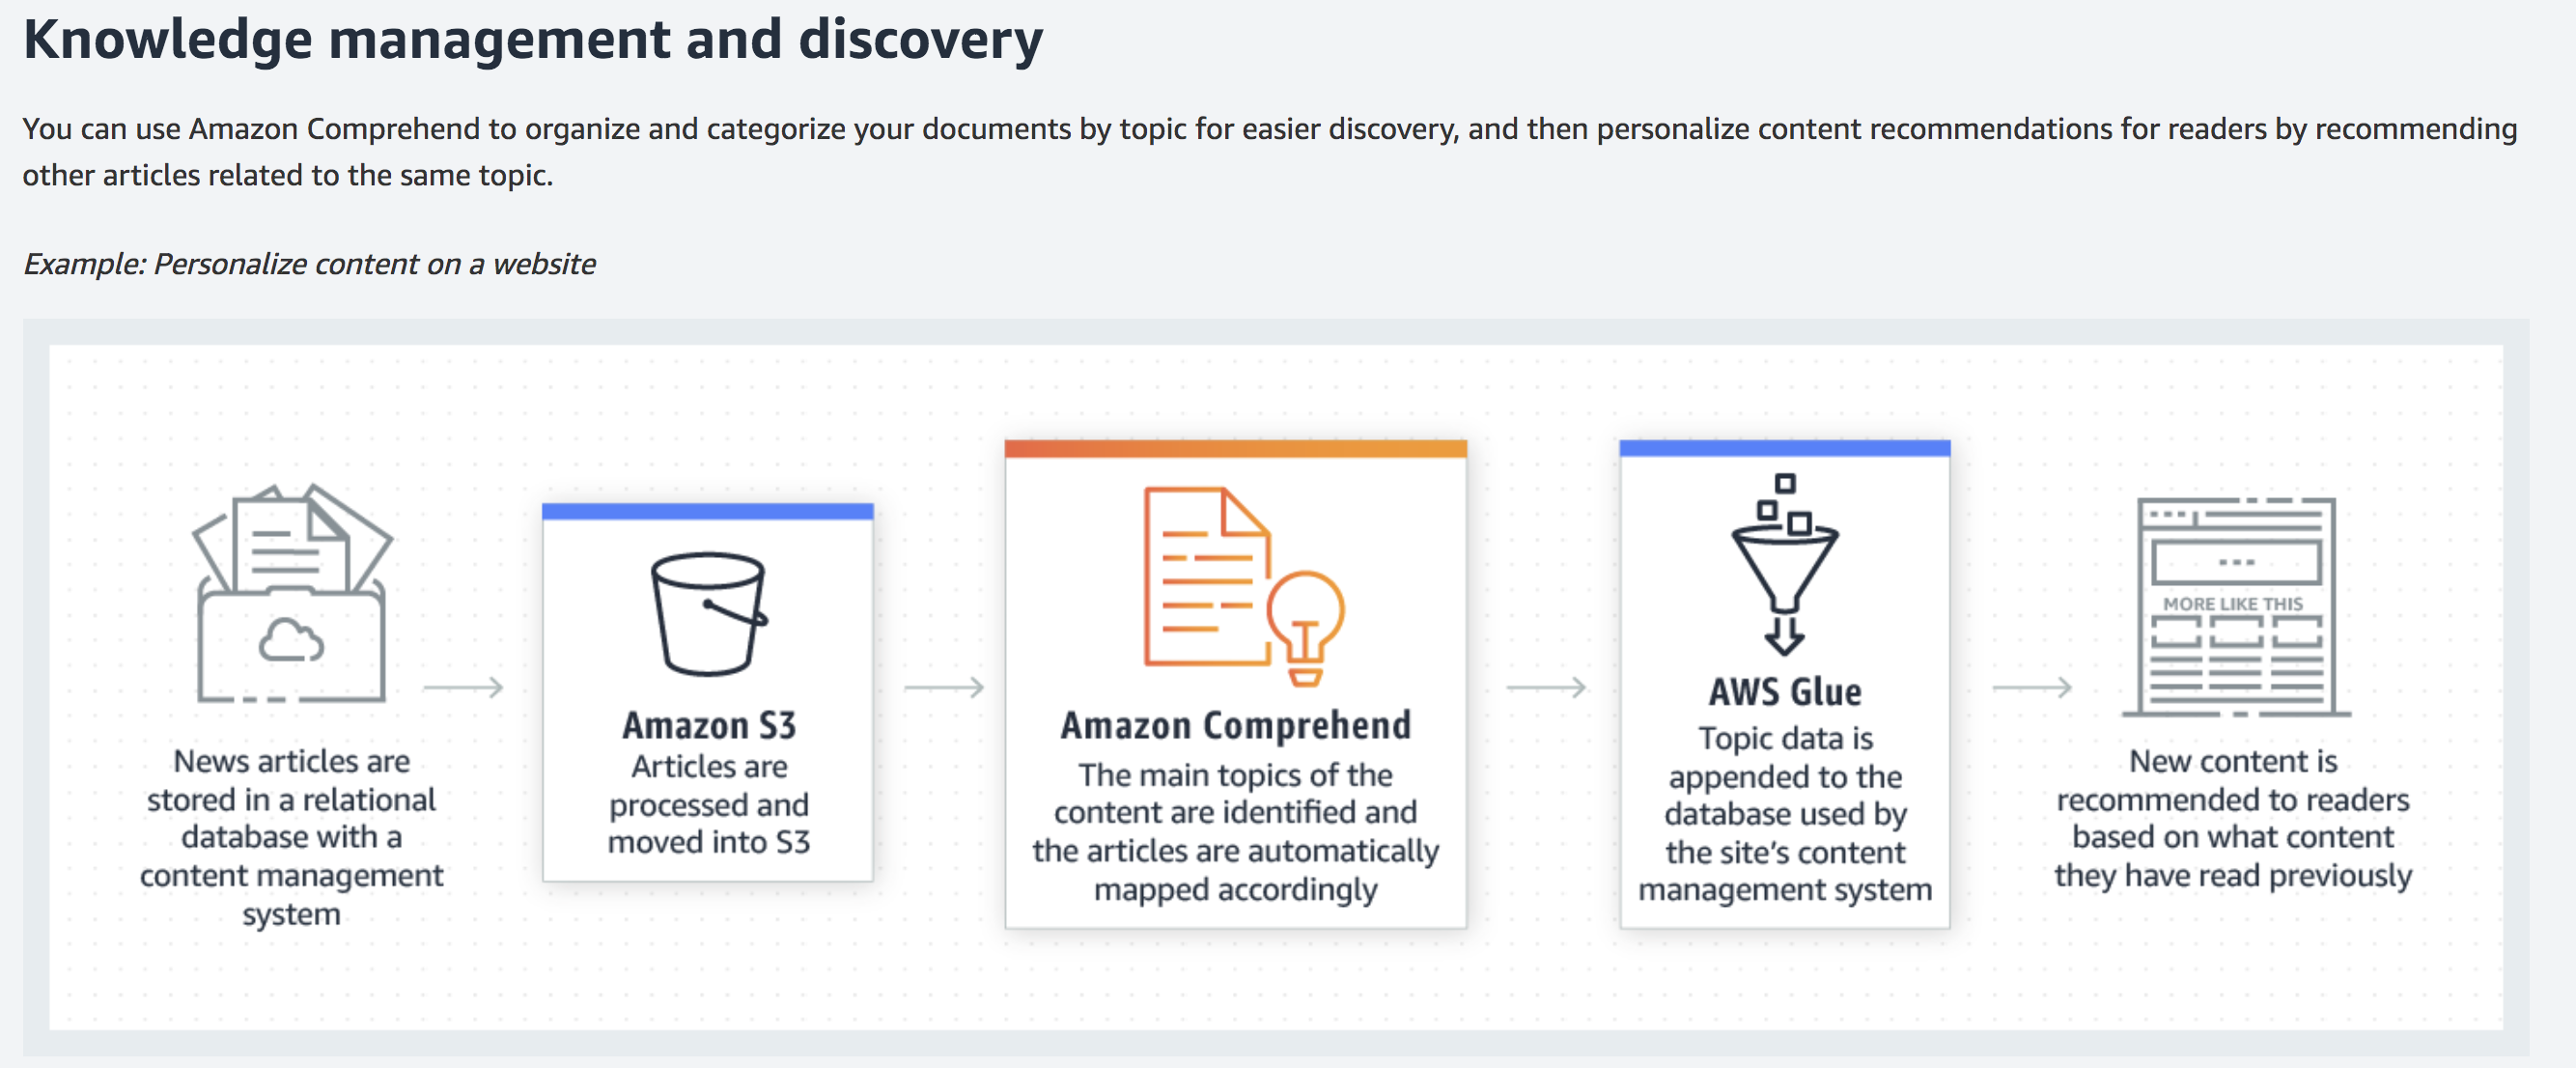 Knowledge management and discovery
You can use Amazon Comprehend to organize and categorize your documents by topic for easier discovery, and then personalize content recommendations for readers by recommending
other articles related to the same topic.
Example: Personalize content on a website
News articles are
stored in a relational
database with a
content management
system
Amazon S3
Articles are
processed and
moved into S3
Amazon Comprehend
The main topics of the
content are identified and
the articles are automatically
mapped accordingly
AWS Glue
Topic data is
appended to the
database used by
the site's content
management system
MORE LIKE THIS
New content is
recommended to readers
based on what content
they have read previously